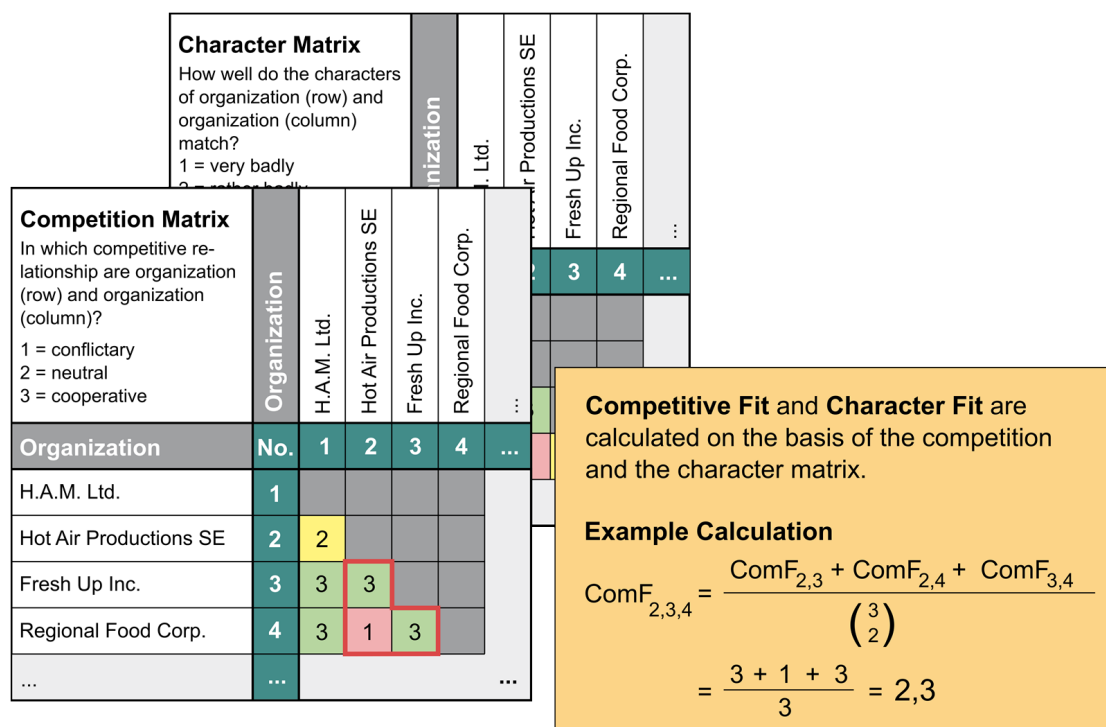 Character Matrix
How well do the characters
of organization (row) and
organization (column)
match?
1 = very badly
2 = rather badly
Hot Air Productions SE
Fresh Up Inc.
Regional Food Corp.
...
3 4 ...
Competition Matrix
In which competitive re-
lationship are organization
(row) and organization
(column)?
1 = conflictary
2 = neutral
3 = cooperative
Organization
H.A.M. Ltd.
Hot Air Productions SE
Fresh Up Inc.
Regional Food Corp.
...
Organization No. 1 2 3 4 ...
H.A.M. Ltd. 1
Hot Air Productions SE 2 2
Fresh Up Inc. 3 3 3
Regional Food Corp. 4 3 1 3
... ... ...
Competitive Fit and Character Fit are
calculated on the basis of the competition
and the character matrix.
Example Calculation
ComF2,3,4 = (ComF2,3 + ComF2,4 + ComF3,4) / (3 2)
= (3 + 1 + 3) / 3 = 2,3